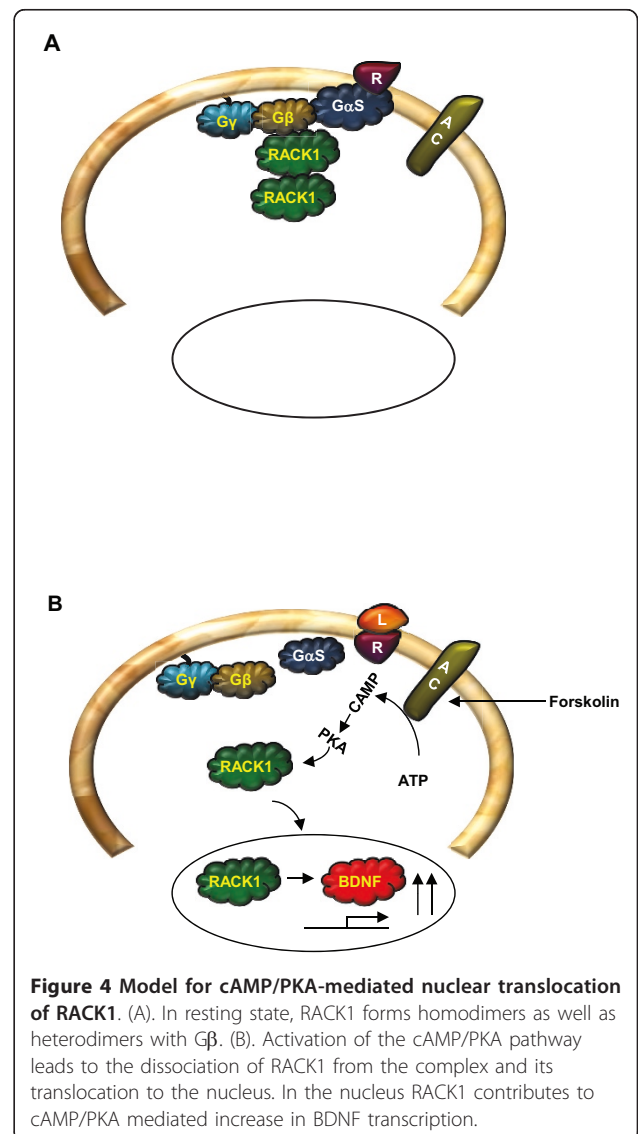 A
R
GαS
Gβ
Gγ
A
C
RACK1
RACK1
B
L
R
GαS
Gγ
Gβ
A
C
Forskolin
CAMP
PKA
RACK1
ATP
RACK1
BDNF
Figure 4 Model for cAMP/PKA-mediated nuclear translocation
of RACK1. (A). In resting state, RACK1 forms homodimers as well as
heterodimers with Gβ. (B). Activation of the cAMP/PKA pathway
leads to the dissociation of RACK1 from the complex and its
translocation to the nucleus. In the nucleus RACK1 contributes to
cAMP/PKA mediated increase in BDNF transcription.